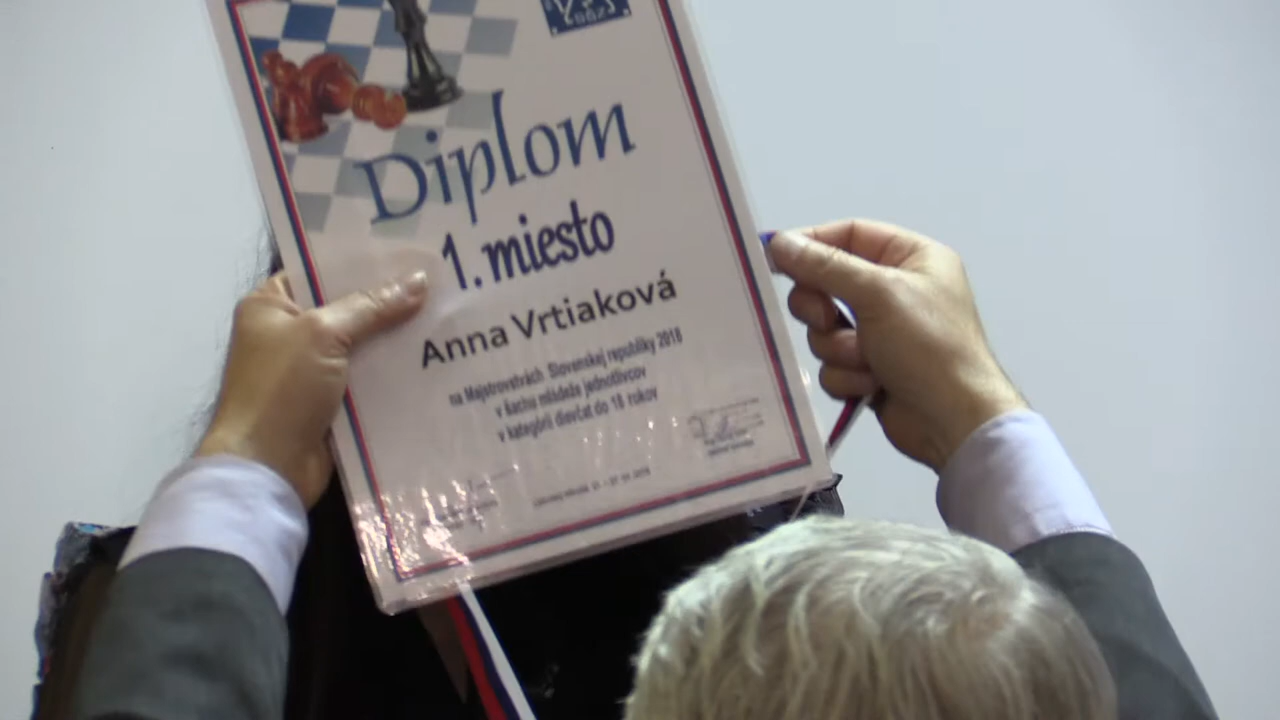 Diplom
1. miesto
Anna Vrtiaková
na Majstrovstvách Slovenskej republiky 2018
v šachu mládeže jednotlivcov
v kategórii dievčat do 18 rokov